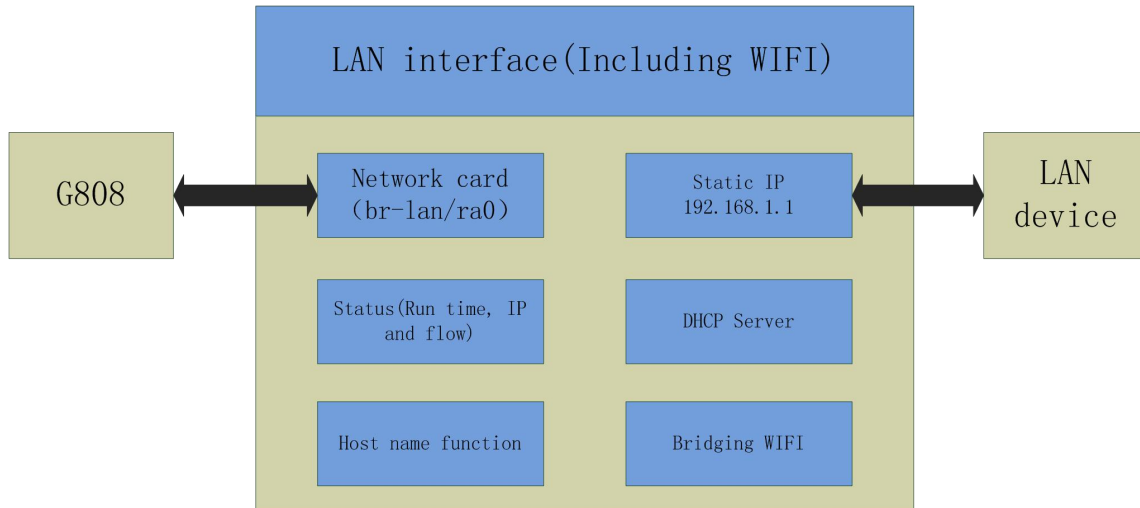 LAN interface(Including WIFI)
G808
Network card
(br-lan/ra0)
Static IP
192.168.1.1
LAN
device
Status(Run time, IP
and flow)
DHCP Server
Host name function
Bridging WIFI